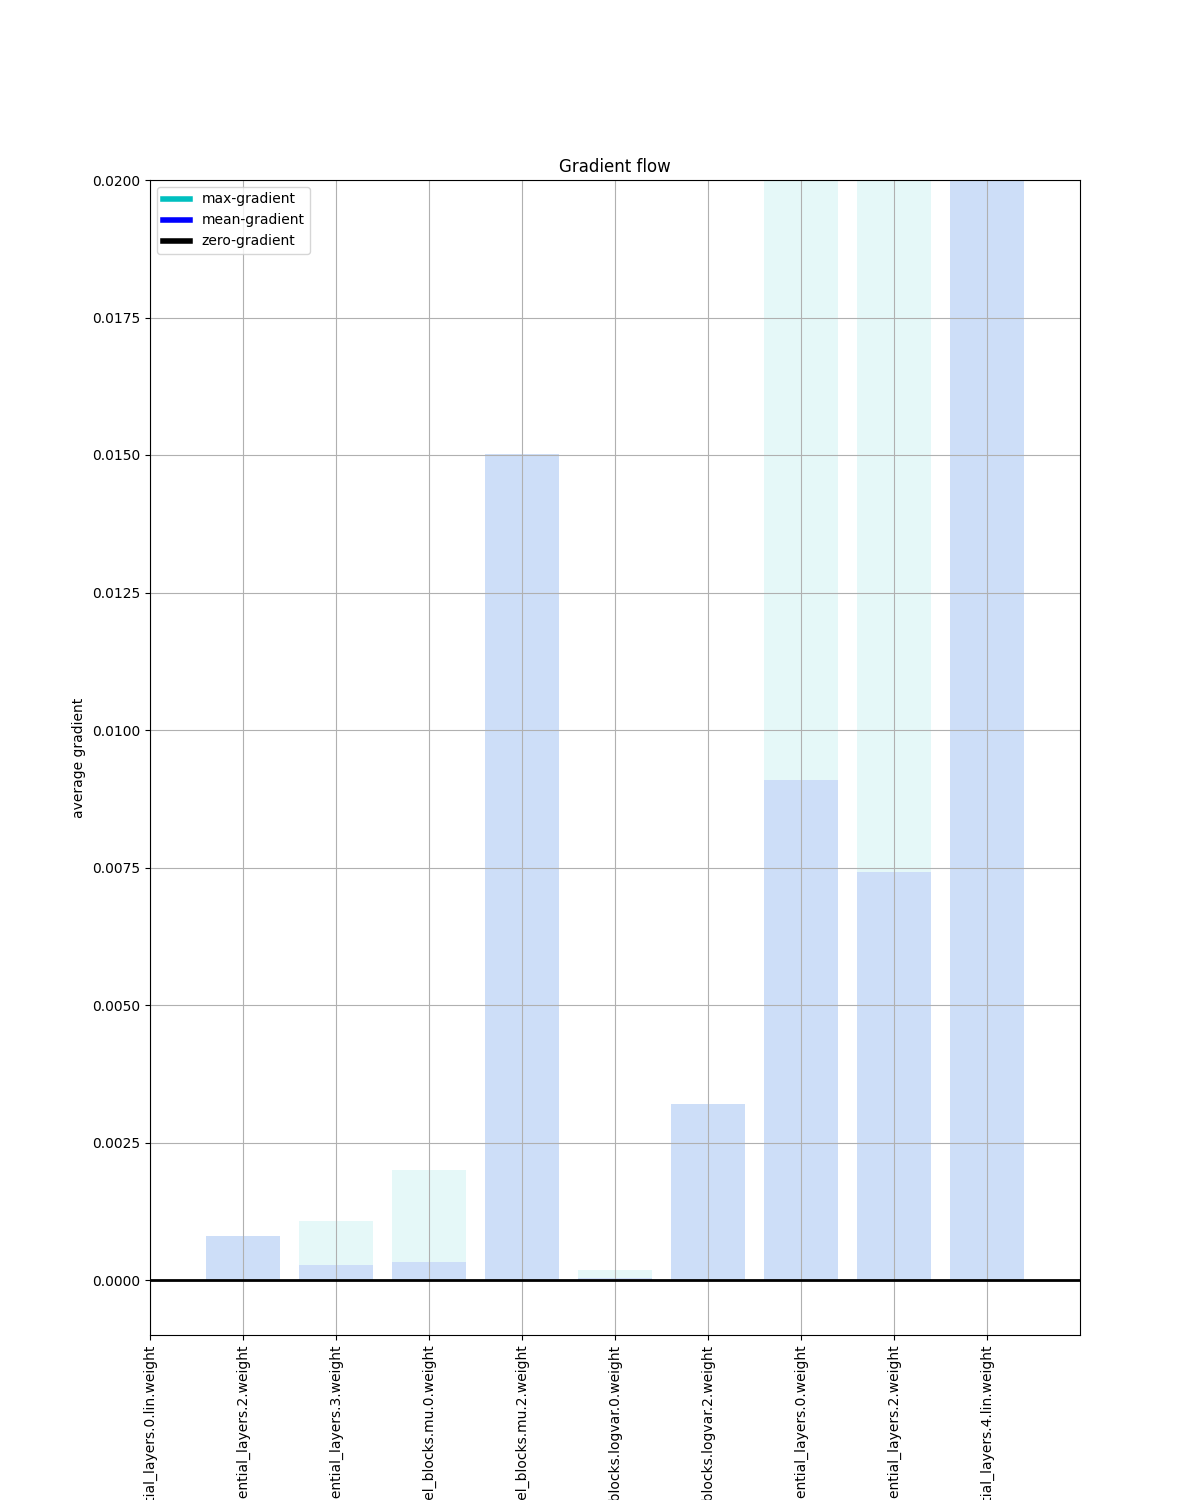 Gradient flow
max-gradient
mean-gradient
zero-gradient
0.0200
0.0175
0.0150
0.0125
0.0100
0.0075
0.0050
0.0025
0.0000
average gradient
tial_layers.0.lin.weight
ential_layers.2.weight
ential_layers.3.weight
el_blocks.mu.0.weight
el_blocks.mu.2.weight
blocks.logvar.0.weight
blocks.logvar.2.weight
ential_layers.0.weight
ential_layers.2.weight
tial_layers.4.lin.weight